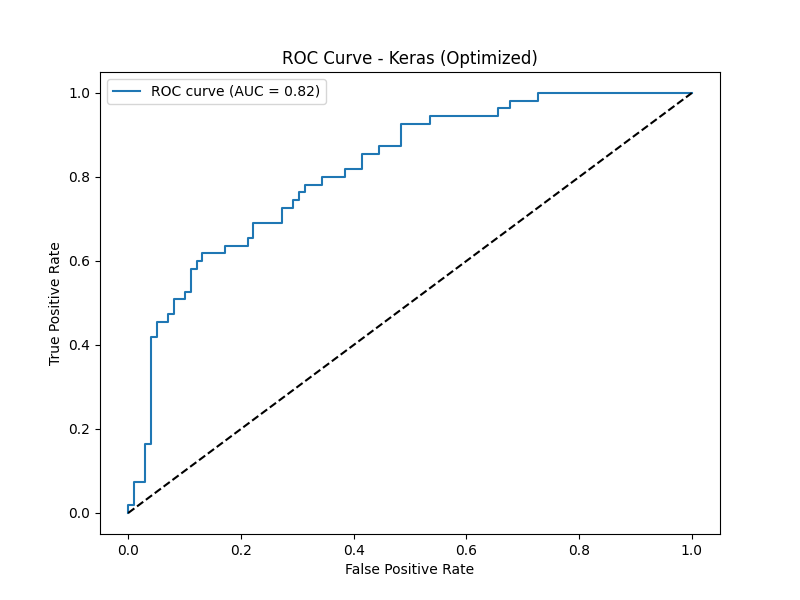 ROC Curve - Keras (Optimized)
ROC curve (AUC = 0.82)
True Positive Rate
1.0
0.8
0.6
0.4
0.2
0.0
0.0 0.2 0.4 0.6 0.8 1.0
False Positive Rate